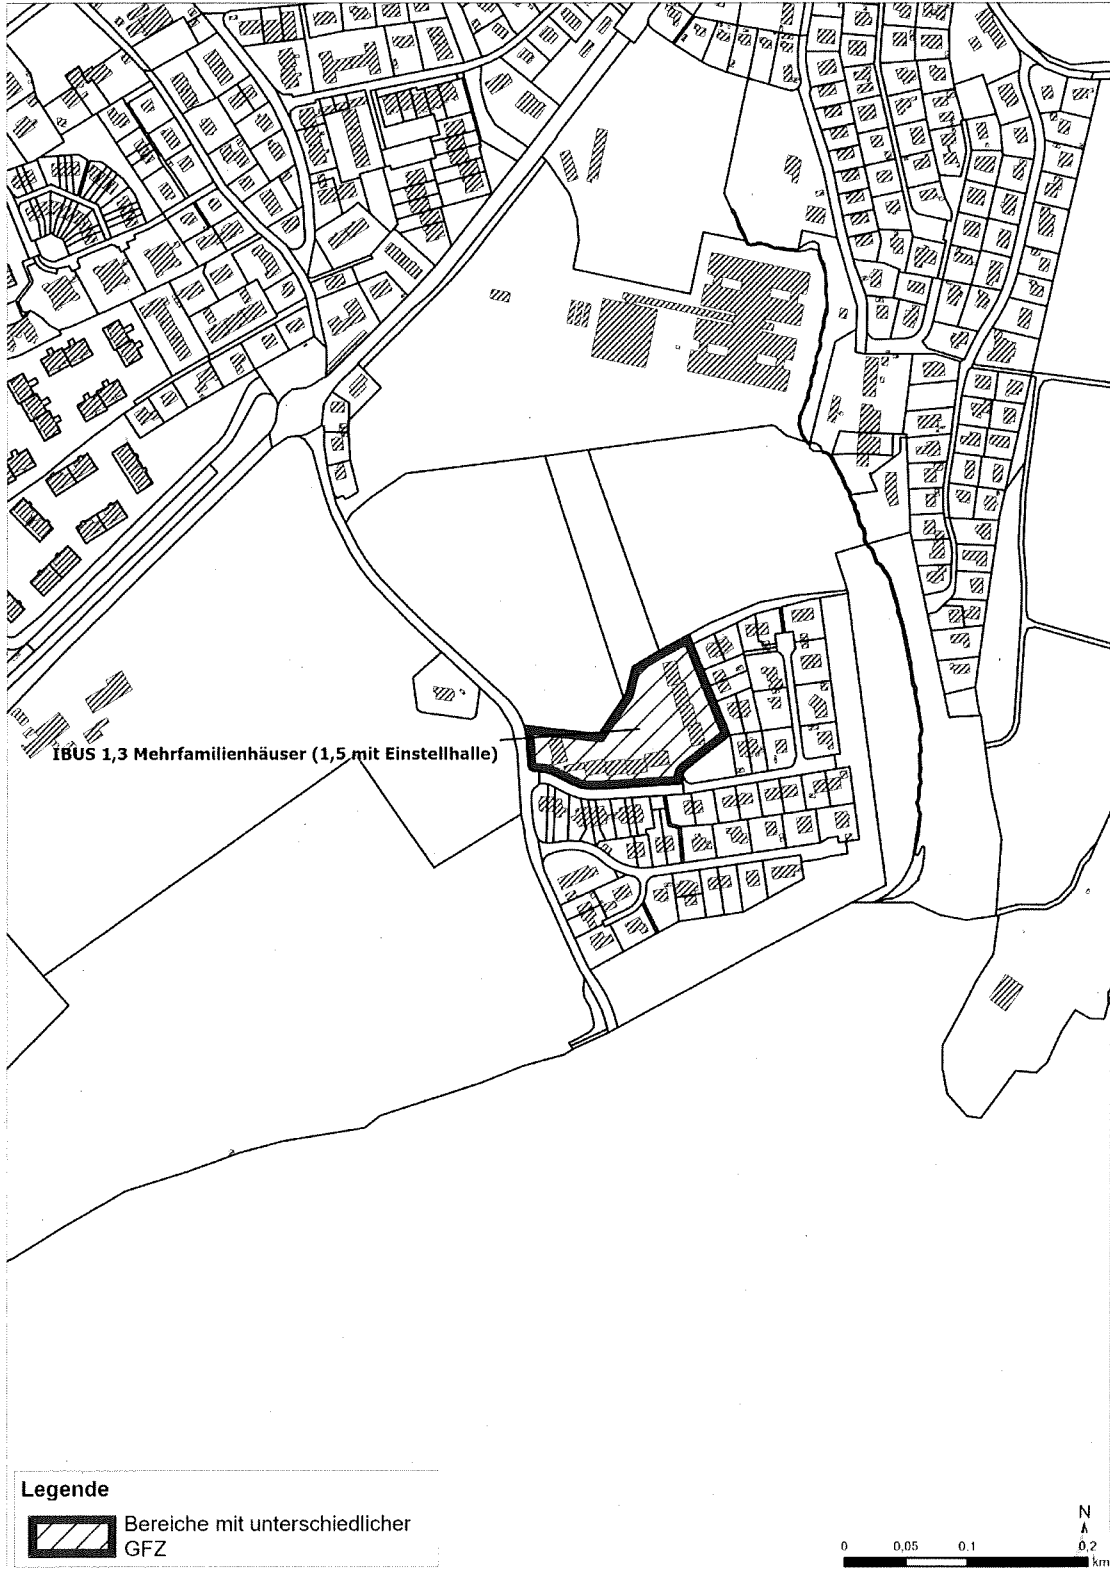 IBUS 1,3 Mehrfamilienhäuser (1,5 mit Einstellhalle)
Legende
Bereiche mit unterschiedlicher
GFZ
N
0 0,05 0.1 0,2
km